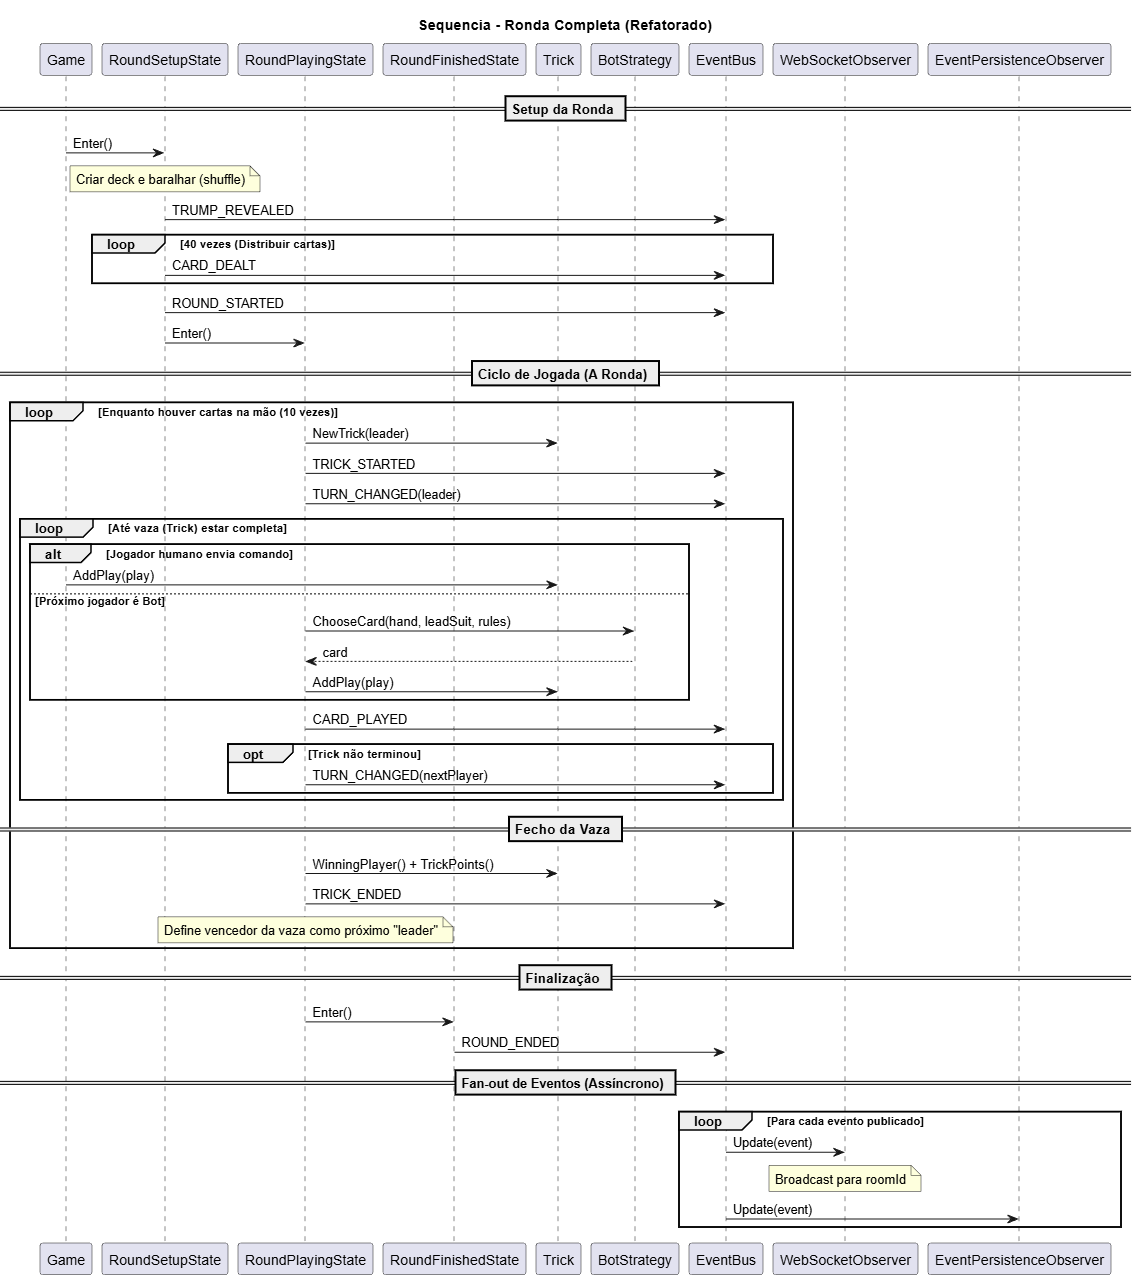 Sequencia - Ronda Completa (Refatorado)
Game RoundSetupState RoundPlayingState RoundFinishedState Trick BotStrategy EventBus WebSocketObserver EventPersistenceObserver
Setup da Ronda
Enter()
Criar deck e baralhar (shuffle)
TRUMP_REVEALED
loop [40 vezes (Distribuir cartas)]
CARD_DEALT
ROUND_STARTED
Enter()
Ciclo de Jogada (A Ronda)
loop [Enquanto houver cartas na mão (10 vezes)]
NewTrick(leader)
TRICK_STARTED
TURN_CHANGED(leader)
loop [Até vaza (Trick) estar completa]
alt [Jogador humano envia comando]
AddPlay(play)
[Próximo jogador é Bot]
ChooseCard(hand, leadSuit, rules)
card
AddPlay(play)
CARD_PLAYED
opt [Trick não terminou]
TURN_CHANGED(nextPlayer)
Fecho da Vaza
WinningPlayer() + TrickPoints()
TRICK_ENDED
Define vencedor da vaza como próximo "leader"
Finalização
Enter()
ROUND_ENDED
Fan-out de Eventos (Assíncrono)
loop [Para cada evento publicado]
Update(event)
Broadcast para roomId
Update(event)
Game RoundSetupState RoundPlayingState RoundFinishedState Trick BotStrategy EventBus WebSocketObserver EventPersistenceObserver